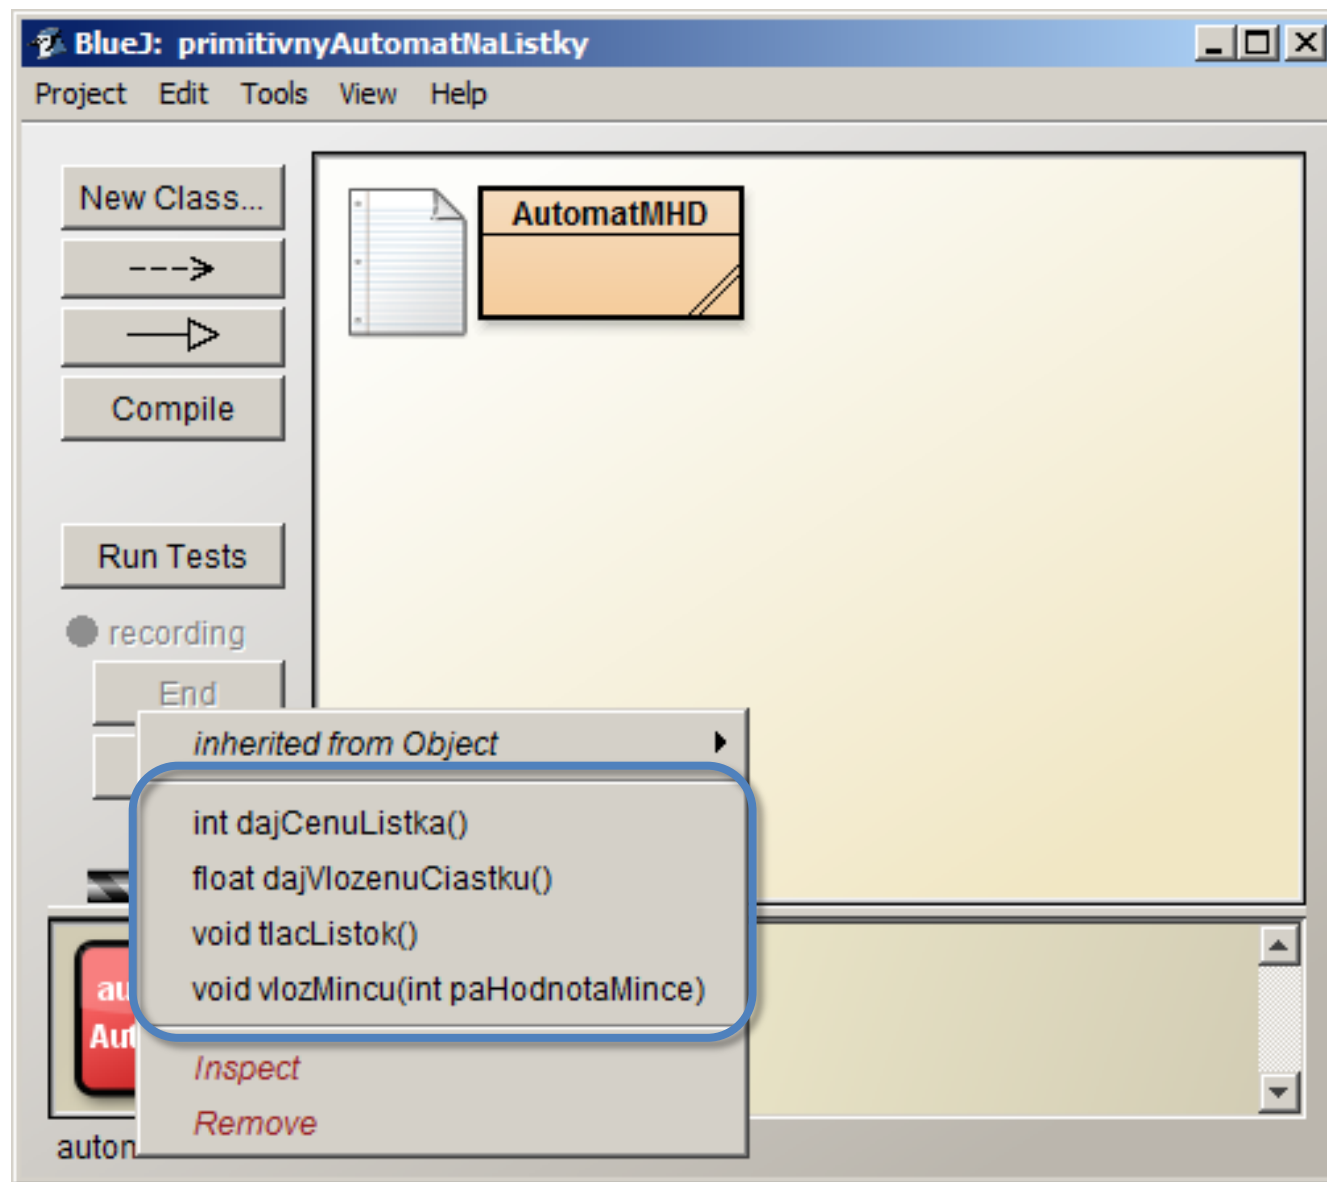 BlueJ: primitivnyAutomatNaListky
Project Edit Tools View Help
New Class...
AutomatMHD
Compile
Run Tests
recording
End
inherited from Object
int dajCenuListka()
float dajVlozenuCiastku()
void tlacListok()
void vlozMincu(int paHodnotaMince)
Inspect
Remove